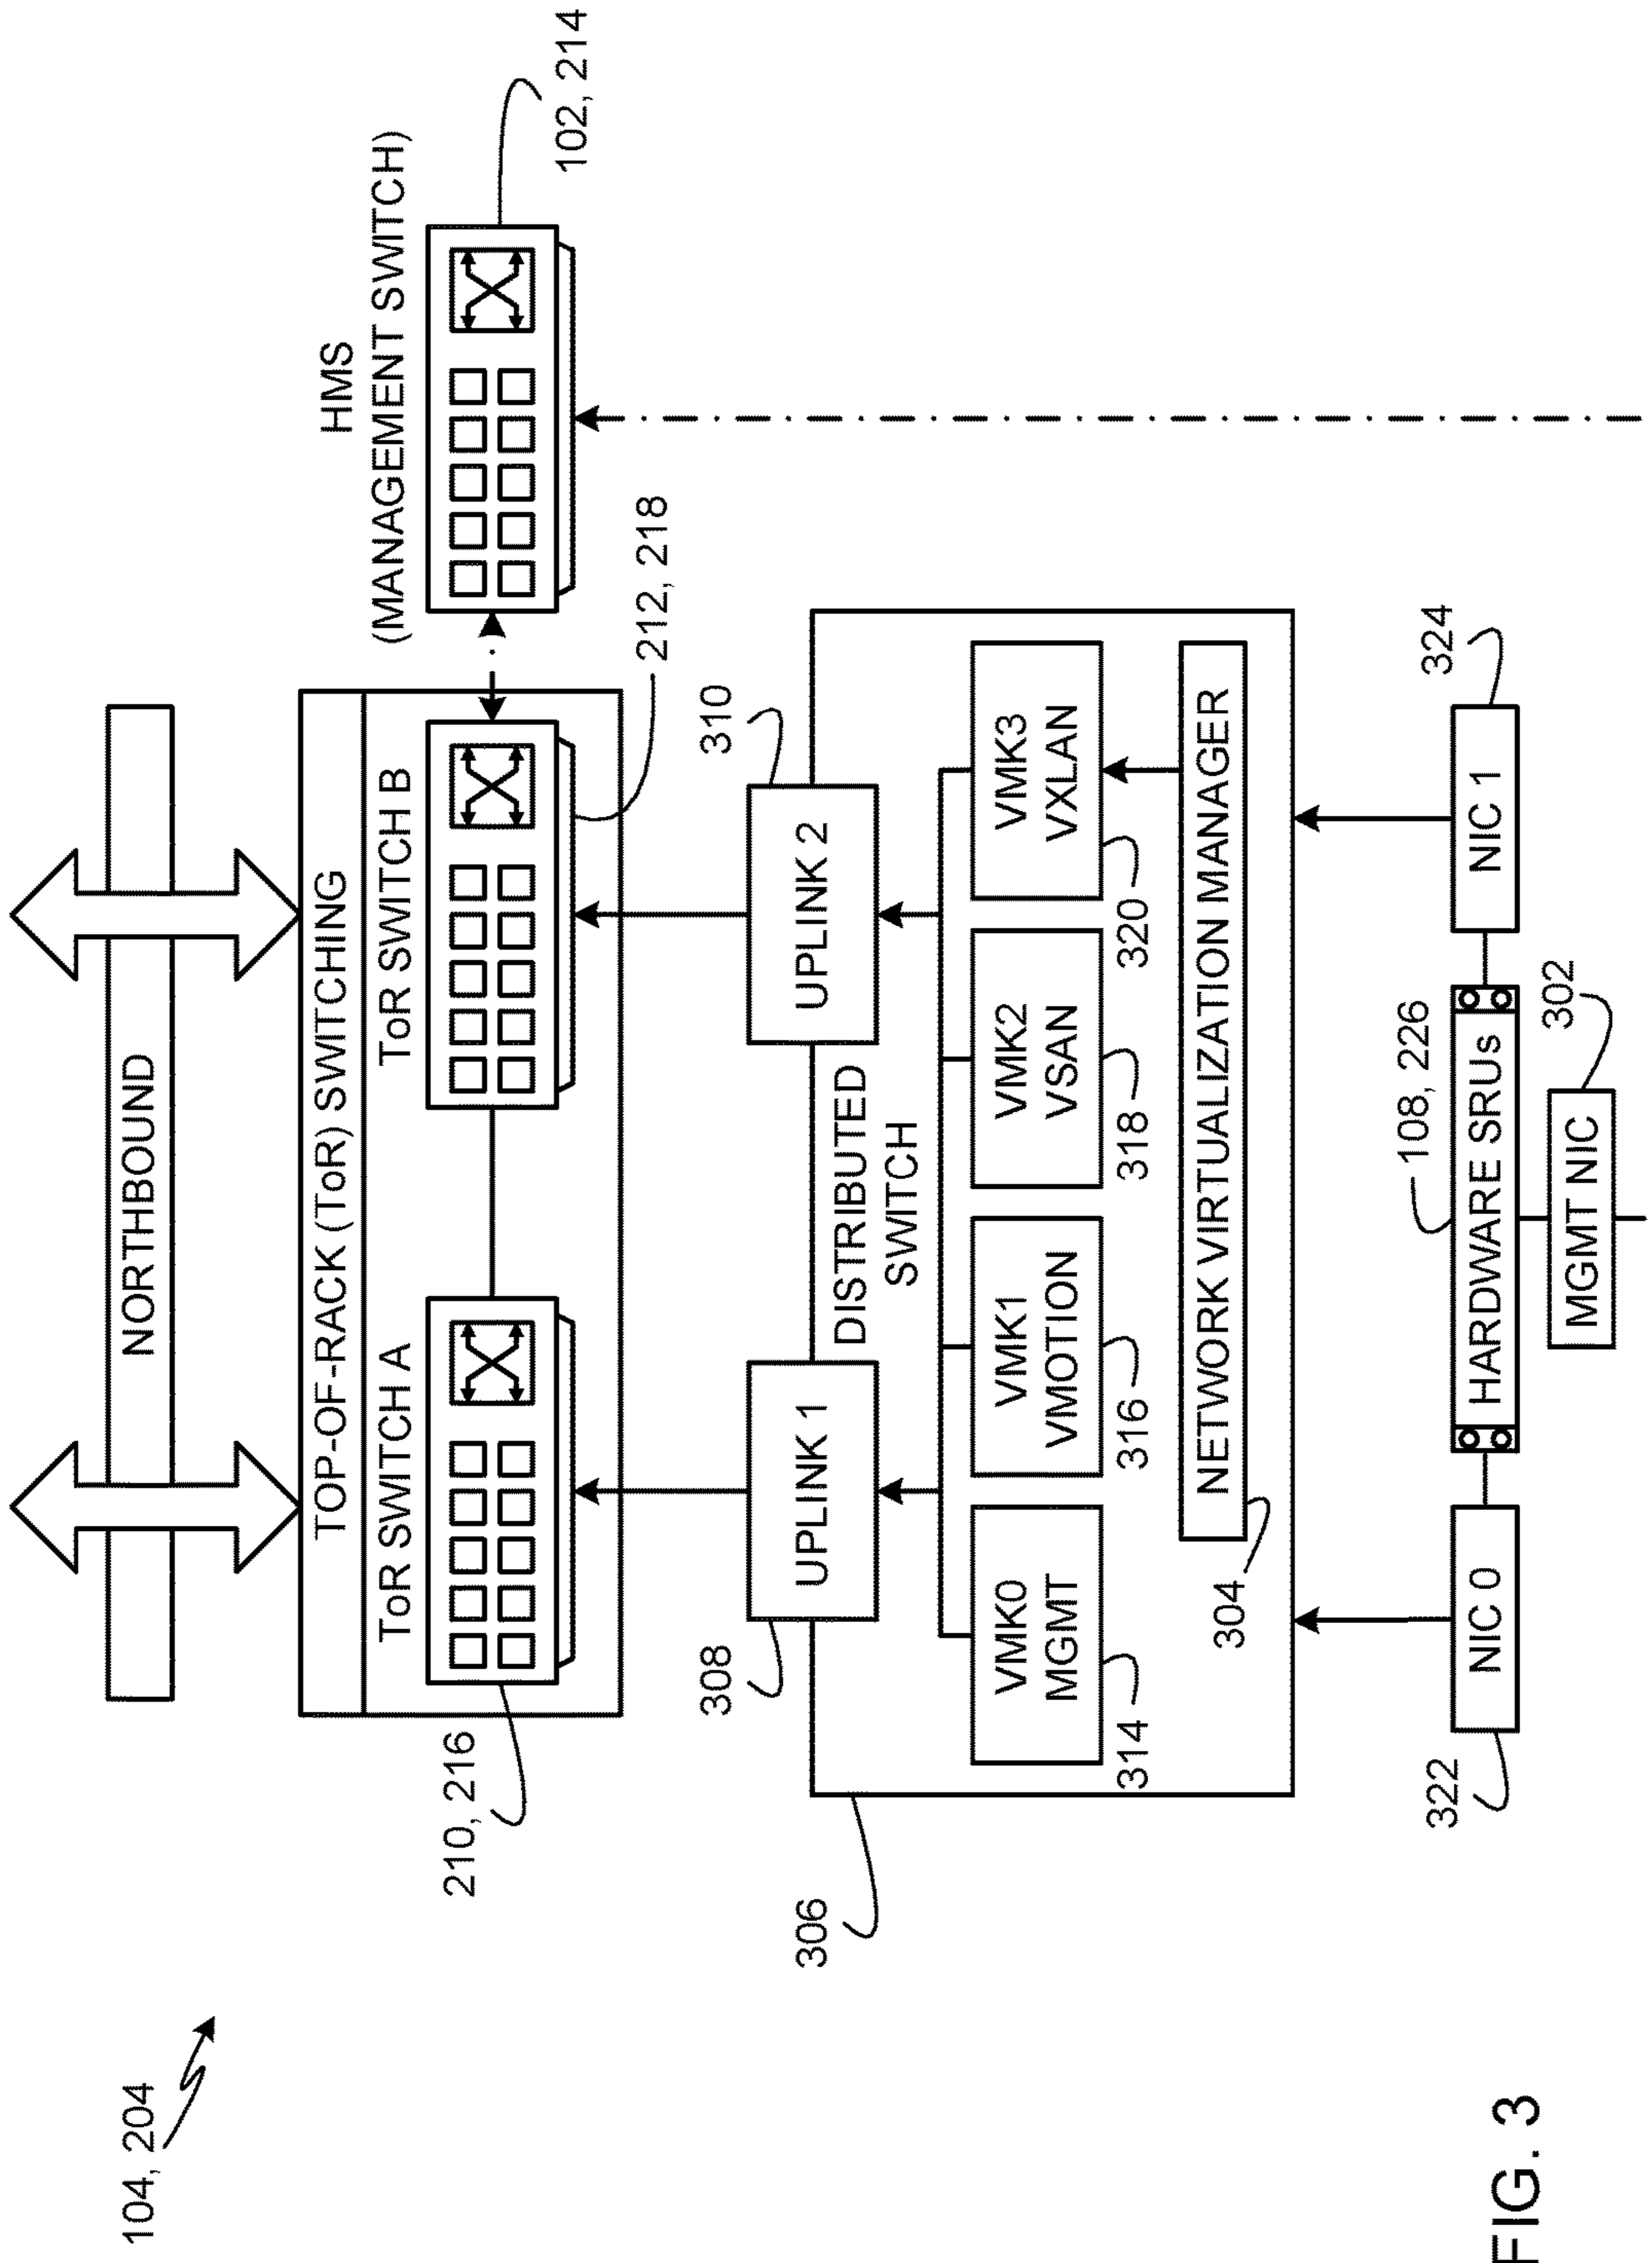 104, 204
NORTHBOUND
TOP-OF-RACK (ToR) SWITCHING
HMS
(MANAGEMENT SWITCH)
ToR SWITCH A
ToR SWITCH B
102, 214
210, 216
212, 218
308
310
UPLINK 1
UPLINK 2
306
DISTRIBUTED
SWITCH
VMK0
MGMT
VMK1
VMOTION
VMK2
VSAN
VMK3
VXLAN
314
316
318
320
NETWORK VIRTUALIZATION MANAGER
304
322
108, 226
324
NIC 0
HARDWARE SRUs
NIC 1
302
MGMT NIC
FIG. 3